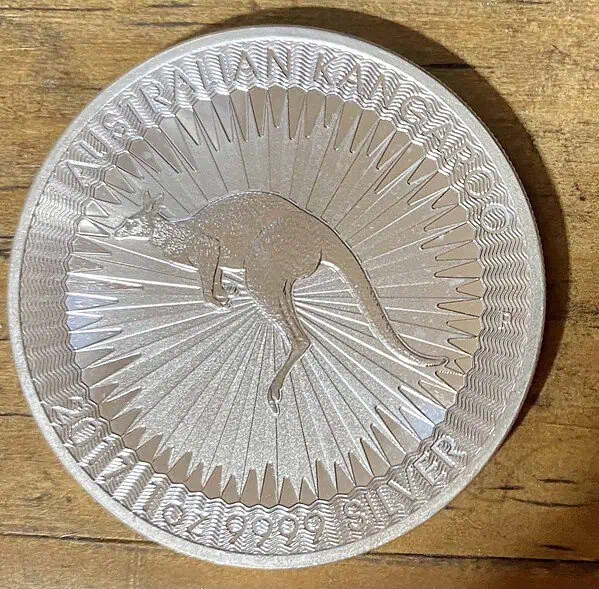 AUSTRALIAN KANGAROO
2017 1oz 9999 SILVER